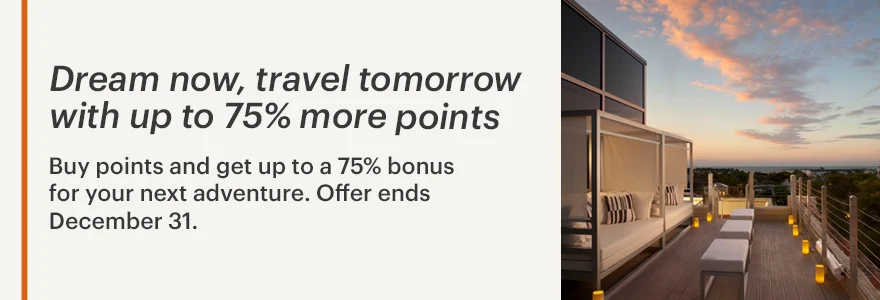 Dream now, travel tomorrow
with up to 75% more points
Buy points and get up to a 75% bonus
for your next adventure. Offer ends
December 31.